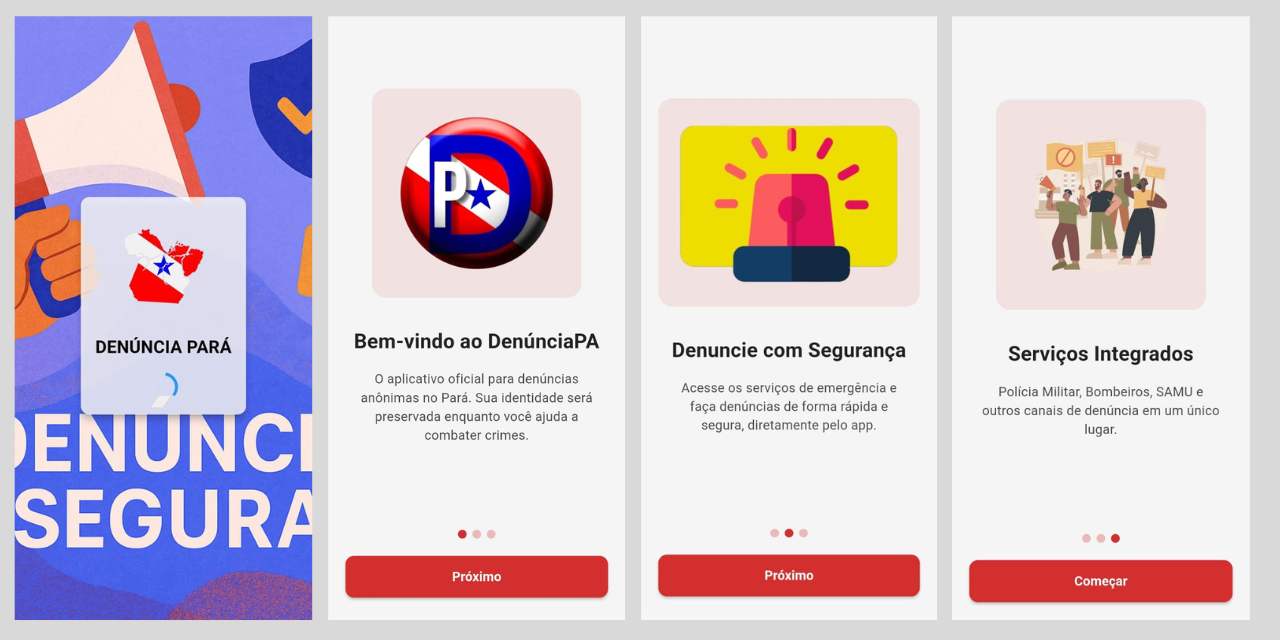 DENÚNCIA PARÁ
DENUNCI
SEGURA
PD
Bem-vindo ao DenúnciaPA
O aplicativo oficial para denúncias
anônimas no Pará. Sua identidade será
preservada enquanto você ajuda a
combater crimes.
Próximo
Denuncie com Segurança
Acesse os serviços de emergência e
faça denúncias de forma rápida e
segura, diretamente pelo app.
Próximo
Serviços Integrados
Polícia Militar, Bombeiros, SAMU e
outros canais de denúncia em um único
lugar.
Começar